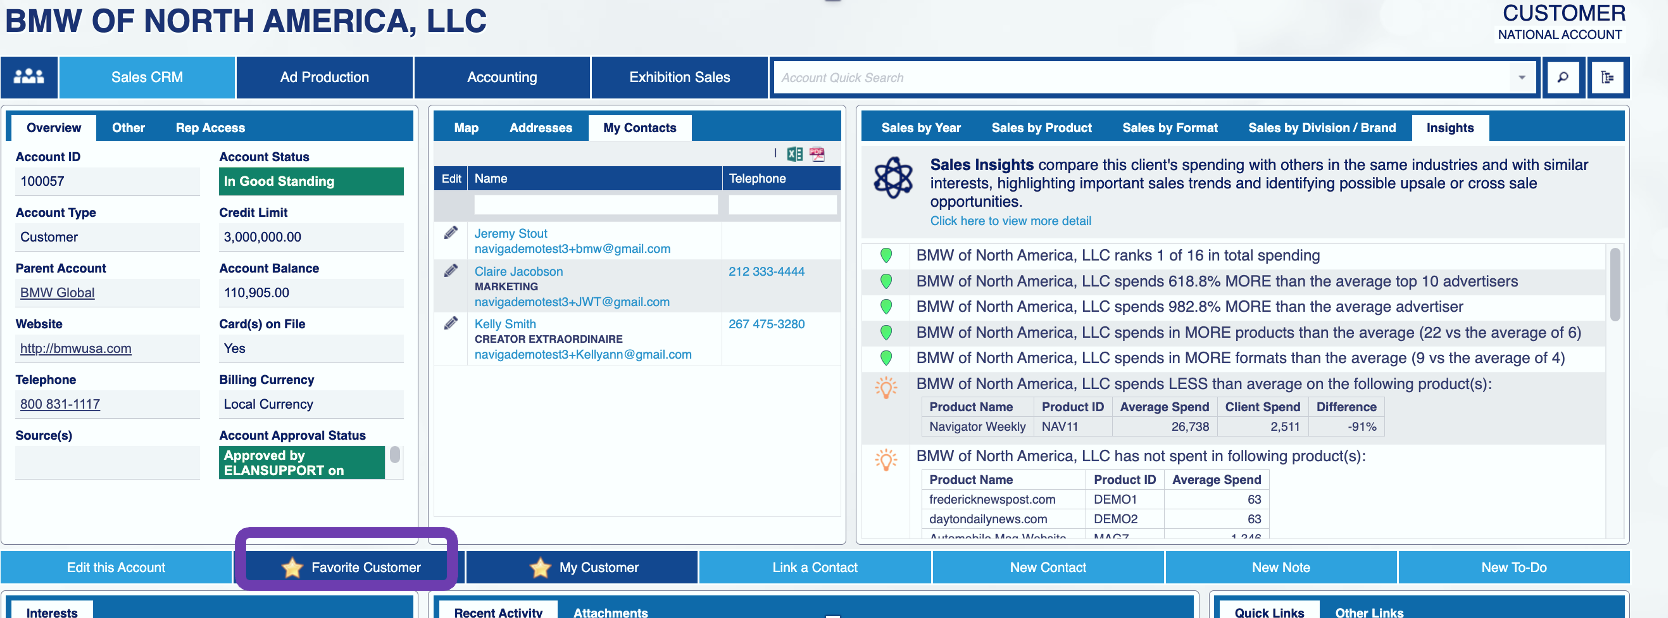 BMW OF NORTH AMERICA, LLC
CUSTOMER
NATIONAL ACCOUNT
Sales CRM
Ad Production
Accounting
Exhibition Sales
Account Quick Search
Overview
Other
Rep Access
Account ID
100057
Account Status
In Good Standing
Account Type
Customer
Credit Limit
3,000,000.00
Parent Account
BMW Global
Account Balance
110,905.00
Website
http://bmwusa.com
Card(s) on File
Yes
Telephone
800 831-1117
Billing Currency
Local Currency
Source(s)
Account Approval Status
Approved by
ELANSUPPORT on
Map
Addresses
My Contacts
Edit
Name
Telephone
Jeremy Stout
navigademotest3+bmw@gmail.com
Claire Jacobson
212 333-4444
MARKETING
navigademotest3+JWT@gmail.com
Kelly Smith
267 475-3280
CREATOR EXTRAORDINAIRE
navigademotest3+Kellyann@gmail.com
Sales by Year
Sales by Product
Sales by Format
Sales by Division / Brand
Insights
Sales Insights compare this client's spending with others in the same industries and with similar
interests, highlighting important sales trends and identifying possible upsale or cross sale
opportunities.
Click here to view more detail
BMW of North America, LLC ranks 1 of 16 in total spending
BMW of North America, LLC spends 618.8% MORE than the average top 10 advertisers
BMW of North America, LLC spends 982.8% MORE than the average advertiser
BMW of North America, LLC spends in MORE products than the average (22 vs the average of 6)
BMW of North America, LLC spends in MORE formats than the average (9 vs the average of 4)
BMW of North America, LLC spends LESS than average on the following product(s):
Product Name Product ID Average Spend Client Spend Difference
Navigator Weekly NAV11 26,738 2,511 -91%
BMW of North America, LLC has not spent in following product(s):
Product Name Product ID Average Spend
fredericknewspost.com DEMO1 63
daytondailynews.com DEMO2 63
Automobile Mag Website MAG7 1,346
Edit this Account
Favorite Customer
My Customer
Link a Contact
New Contact
New Note
New To-Do
Interests
Recent Activity
Attachments
Quick Links
Other Links